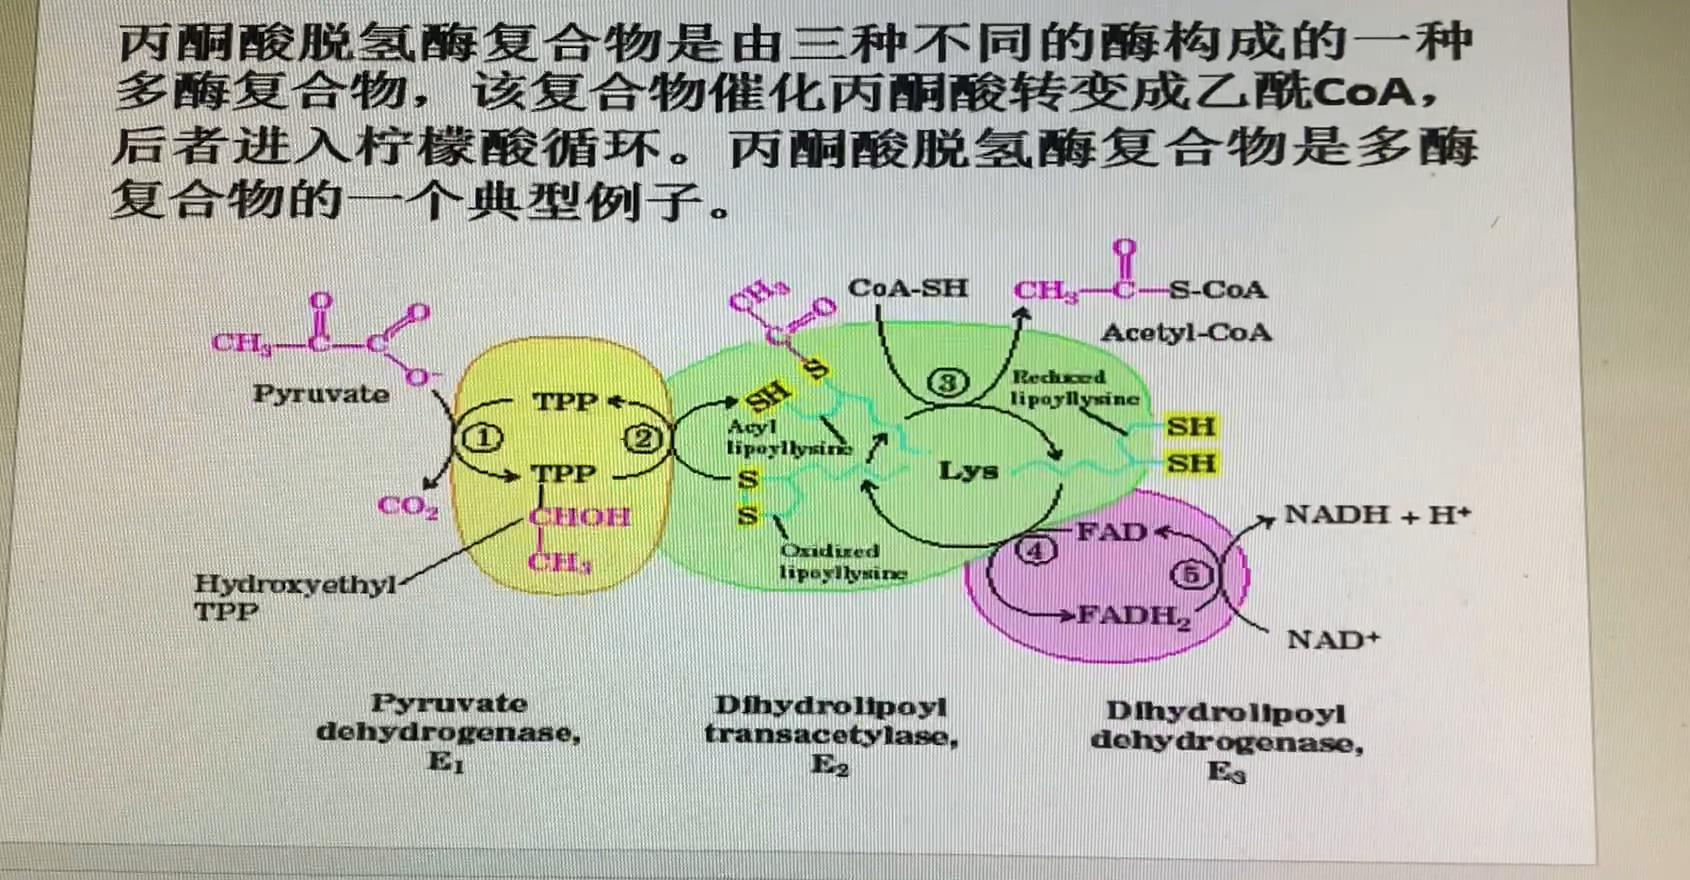 丙酮酸脱氢酶复合物是由三种不同的酶构成的一种
多酶复合物，该复合物催化丙酮酸转变成乙酰CoA，
后者进入柠檬酸循环。丙酮酸脱氢酶复合物是多酶
复合物的一个典型例子。
O
CH₃—C—S-CoA
CoA-SH
Acetyl-CoA
CH₃
C
O
S
SH
O
O
CH₃—C—C
O⁻
Pyruvate
TPP
①
②
TPP
CHOH
CH₃
CO₂
Hydroxyethyl
TPP
Acyl
lipoyllysine
③
Reduced
lipoyllysine
SH
SH
Lys
S
S
Oxidized
lipoyllysine
FAD
④
⑤
FADH₂
NADH + H⁺
NAD⁺
Pyruvate
dehydrogenase,
E₁
Dihydrolipoyl
transacetylase,
E₂
Dihydrolipoyl
dehydrogenase,
E₃